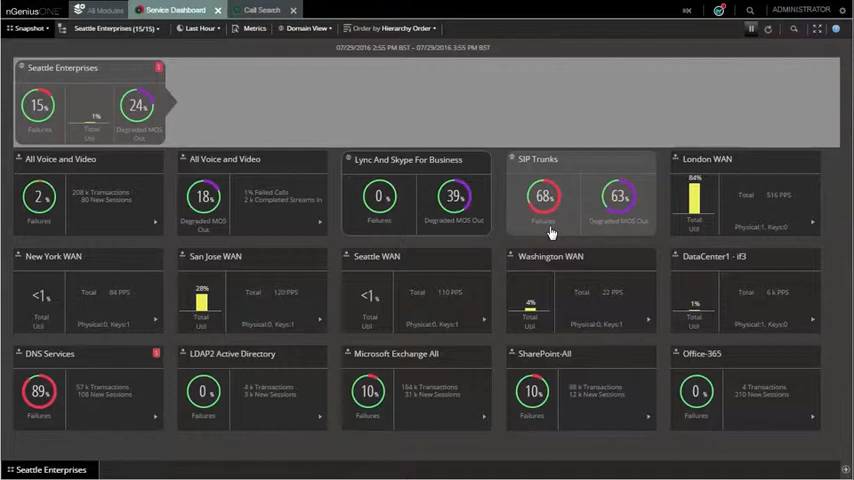 nGeniusONE All Modules Service Dashboard Call Search ADMINISTRATOR
Snapshot Seattle Enterprises (15/15) Last Hour Metrics Domain View Order by Hierarchy Order
07/29/2016 2:55 PM BST - 07/29/2016 3:55 PM BST
Seattle Enterprises
15% 1% 24%
Failures Total Util Degraded MOS Out
All Voice and Video
2%
Failures
208 k Transactions
80 New Sessions
All Voice and Video
18%
Degraded MOS Out
1% Failed Calls
2 k Completed Streams In
Lync And Skype For Business
0% 39%
Failures Degraded MOS Out
SIP Trunks
68% 63%
Failures Degraded MOS Out
London WAN
84%
Total Util
Total 516 PPS
Physical:1, Keys:0
New York WAN
<1%
Total Util
Total 84 PPS
Physical:0, Keys:1
San Jose WAN
28%
Total Util
Total 120 PPS
Physical:0, Keys:1
Seattle WAN
<1%
Total Util
Total 110 PPS
Physical:0, Keys:1
Washington WAN
4%
Total Util
Total 22 PPS
Physical:0, Keys:1
DataCenter1 - if3
1%
Total Util
Total 6 k PPS
Physical:1, Keys:0
DNS Services
89%
Failures
57 k Transactions
108 New Sessions
LDAP2 Active Directory
0%
Failures
4 k Transactions
3 k New Sessions
Microsoft Exchange All
10%
Failures
164 k Transactions
31 k New Sessions
SharePoint-All
10%
Failures
88 k Transactions
12 k New Sessions
Office-365
0%
Failures
4 Transactions
210 New Sessions
Seattle Enterprises